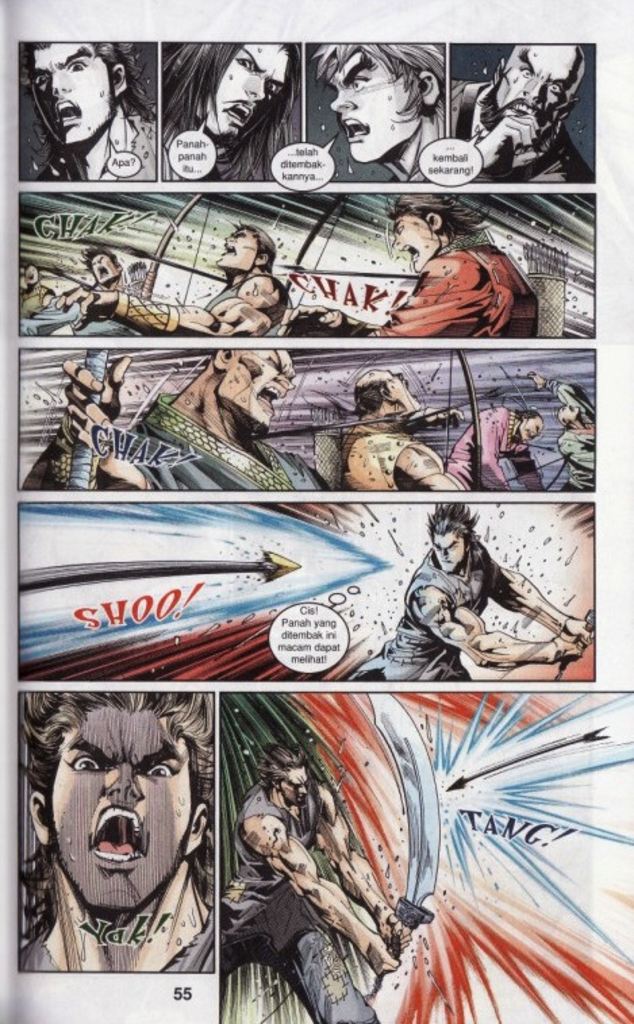 Apa?
Panah-
panah
itu...
...telah
ditembak-
kannya...
kembali
sekarang!
CHAK!
CHAK!
CHAK!
SHOO!
Cis!
Panah yang
ditembak ini
macam dapat
melihat!
YAK!
TANG!
55